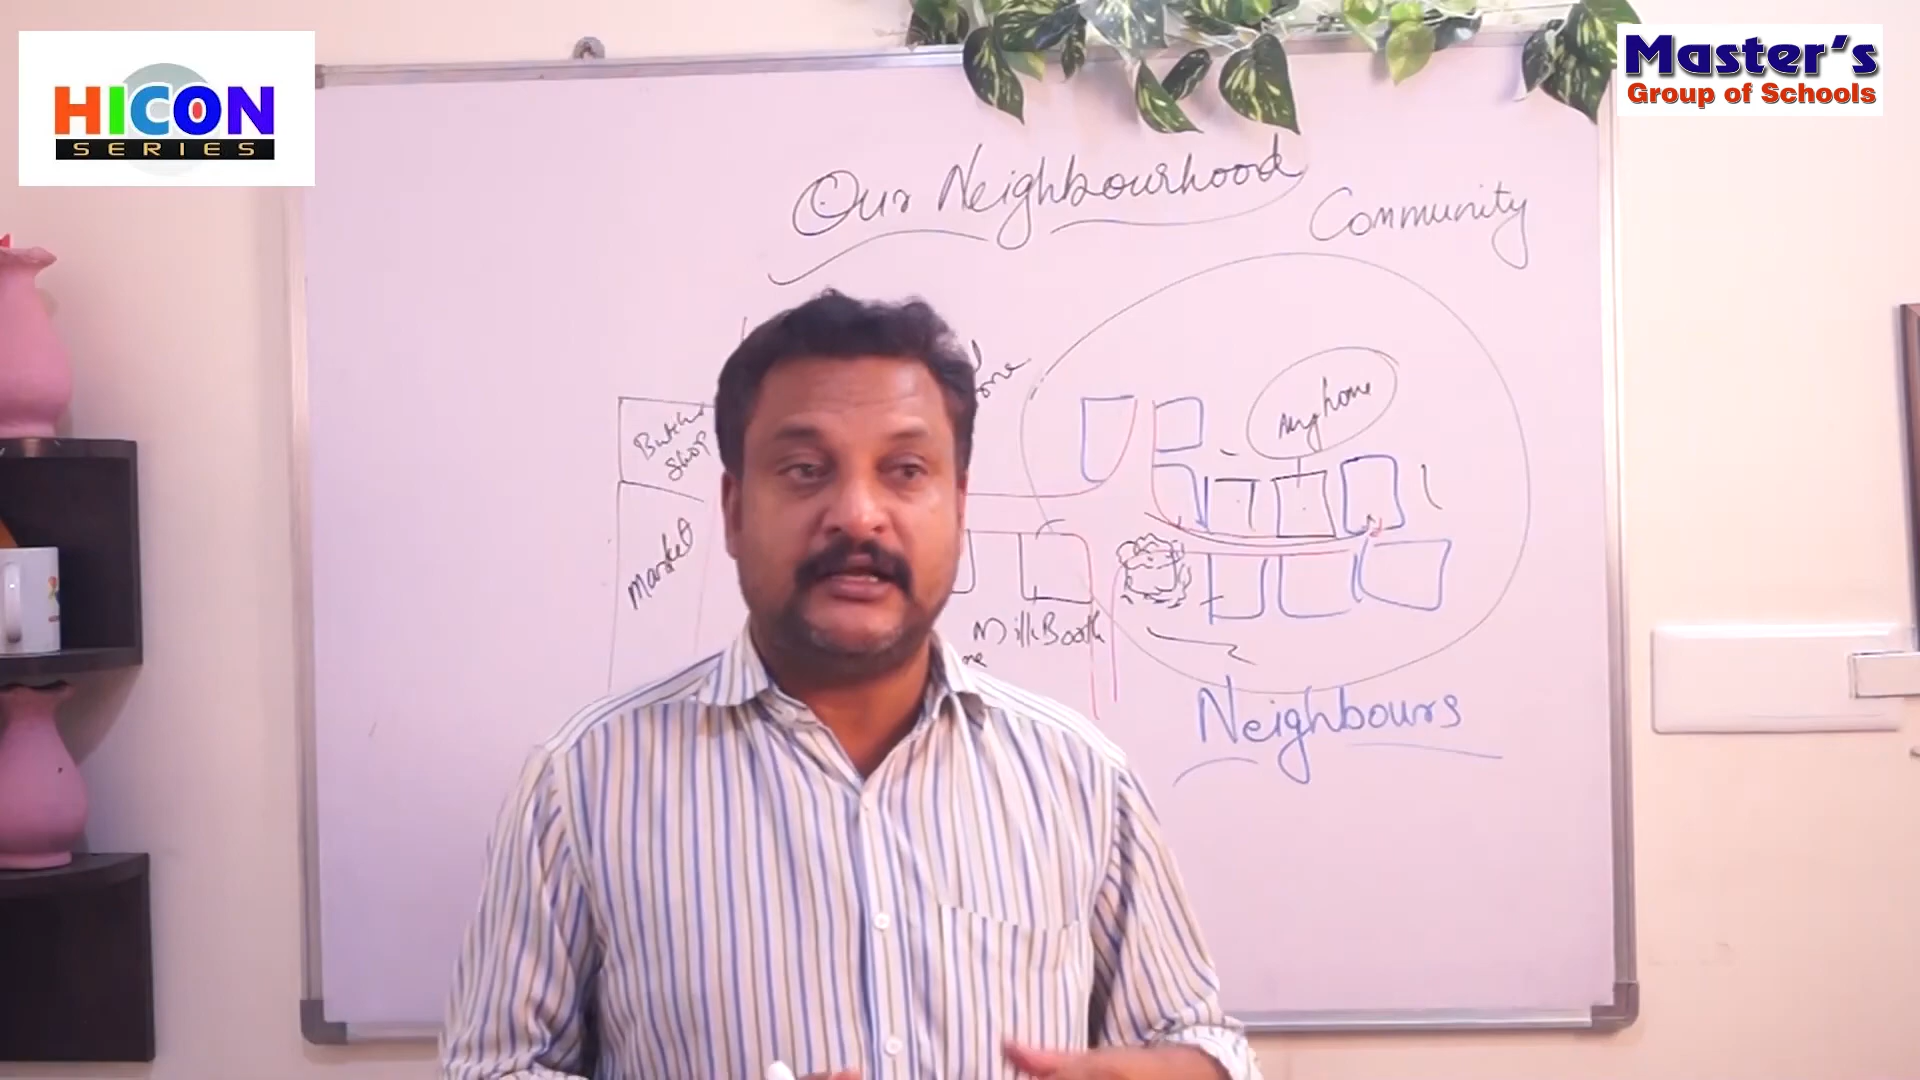 HICON
SERIES
Master's
Group of Schools
Our Neighbourhood
Community
my home
Butcher
Shop
Market
Milk Booth
Neighbours